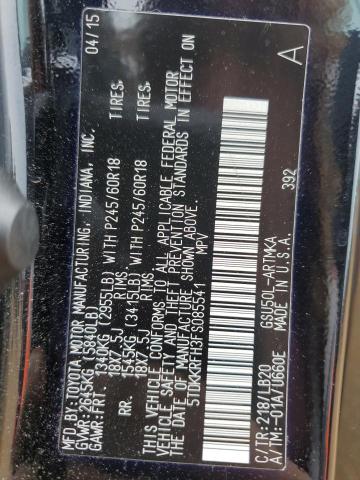 MFD.BY:TOYOTA MOTOR MANUFACTURING, INDIANA, INC. 04/15
GVWR 2645KG (5840LB)
GAWR:FRT. 1340KG (2955LB) WITH P245/60R18 TIRES,
18X7.5J RIMS,
RR. 1545KG (3415LB) WITH P245/60R18 TIRES,
18X7.5J RIMS,
THIS VEHICLE CONFORMS TO ALL APPLICABLE FEDERAL MOTOR
VEHICLE SAFETY AND THEFT PREVENTION STANDARDS IN
EFFECT ON THE DATE OF MANUFACTURE SHOWN ABOVE.
5TDKKRFH3FS085541 MPV
C/TR:218/LB20 GSU50L-ARTMKA
A/TM:-01A/U660E MADE IN U.S.A. 392
A